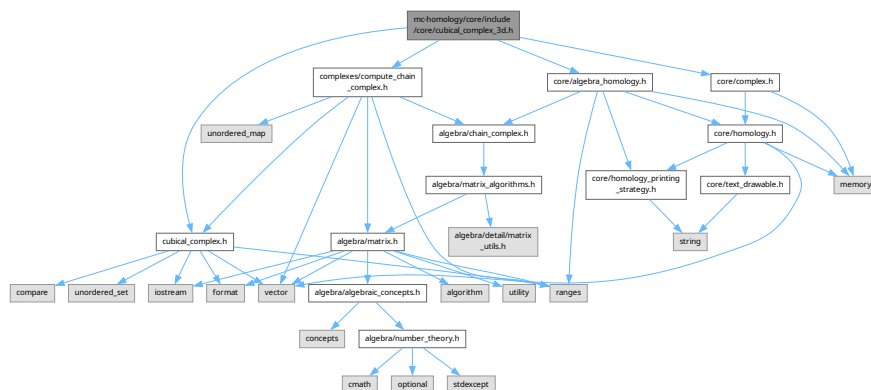 mc-homology/core/include
/core/cubical_complex_3d.h
complexes/compute_chain
_complex.h
core/algebra_homology.h
core/complex.h
unordered_map
algebra/chain_complex.h
core/homology.h
algebra/matrix_algorithms.h
core/homology_printing
_strategy.h
core/text_drawable.h
memory
cubical_complex.h
algebra/matrix.h
algebra/detail/matrix
_utils.h
string
compare
unordered_set
iostream
format
vector
algebra/algebraic_concepts.h
algorithm
utility
ranges
concepts
algebra/number_theory.h
cmath
optional
stdexcept